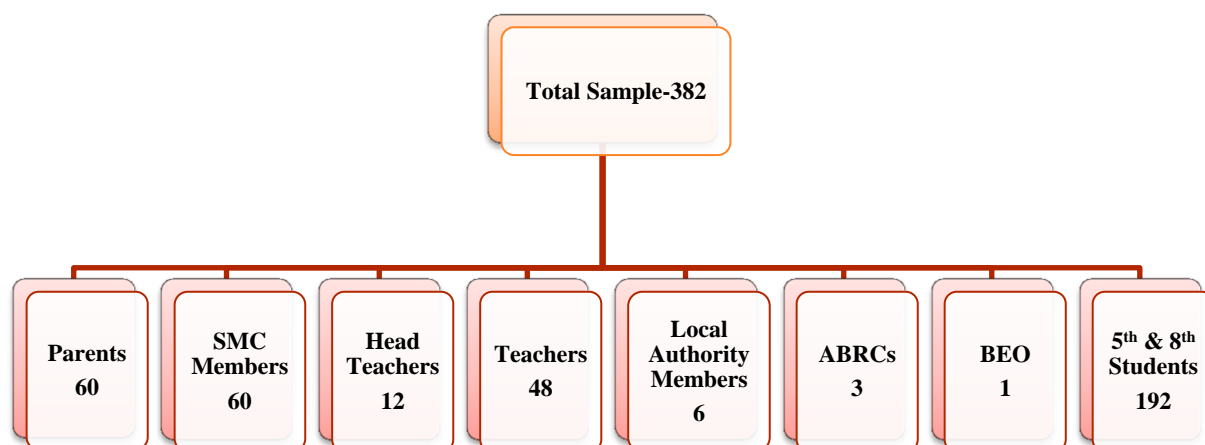 Total Sample-382
Parents
60
SMC
Members
60
Head
Teachers
12
Teachers
48
Local
Authority
Members
6
ABRCs
3
BEO
1
5th & 8th
Students
192